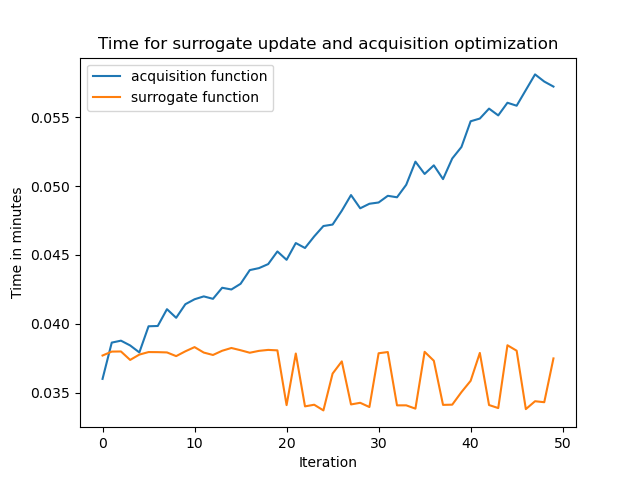 Time for surrogate update and acquisition optimization
acquisition function
surrogate function
0.055
0.050
0.045
0.040
0.035
Time in minutes
0 10 20 30 40 50
Iteration